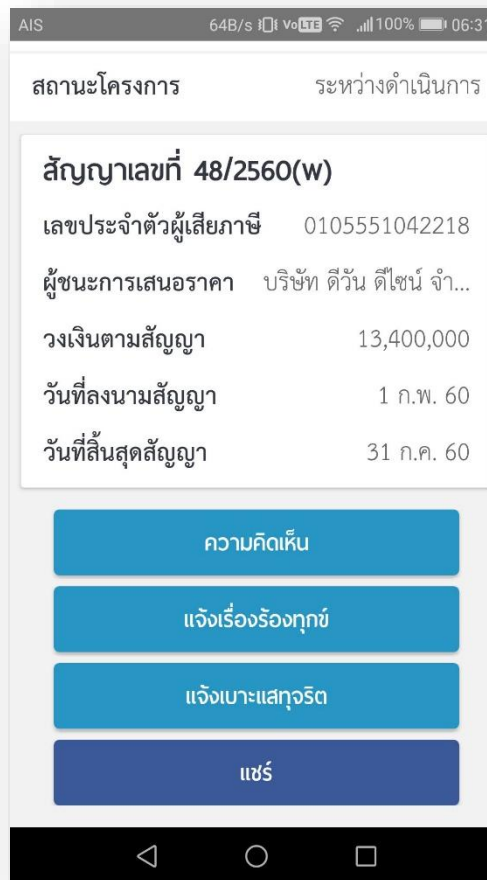 AIS 64B/s VoLTE 100% 06:31
สถานะโครงการ ระหว่างดำเนินการ
สัญญาเลขที่ 48/2560(พ)
เลขประจำตัวผู้เสียภาษี 0105551042218
ผู้ชนะการเสนอราคา บริษัท ดีวัน ดีไซน์ จำ...
วงเงินตามสัญญา 13,400,000
วันที่ลงนามสัญญา 1 ก.พ. 60
วันที่สิ้นสุดสัญญา 31 ก.ค. 60
ความคิดเห็น
แจ้งเรื่องร้องทุกข์
แจ้งเบาะแสทุจริต
แชร์